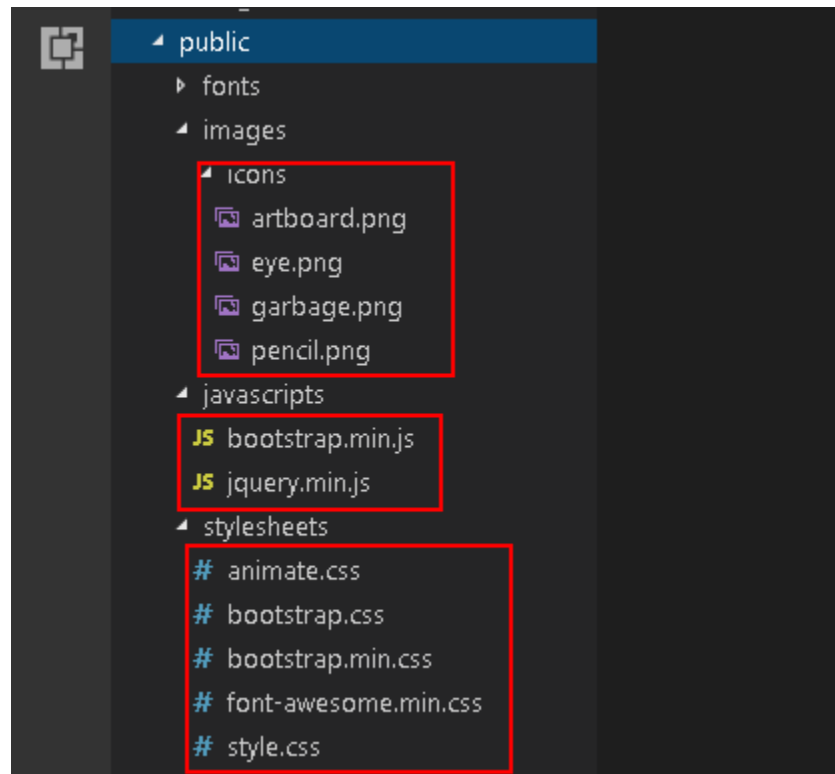 public
fonts
images
icons
artboard.png
eye.png
garbage.png
pencil.png
javascripts
JS bootstrap.min.js
JS jquery.min.js
stylesheets
# animate.css
# bootstrap.css
# bootstrap.min.css
# font-awesome.min.css
# style.css